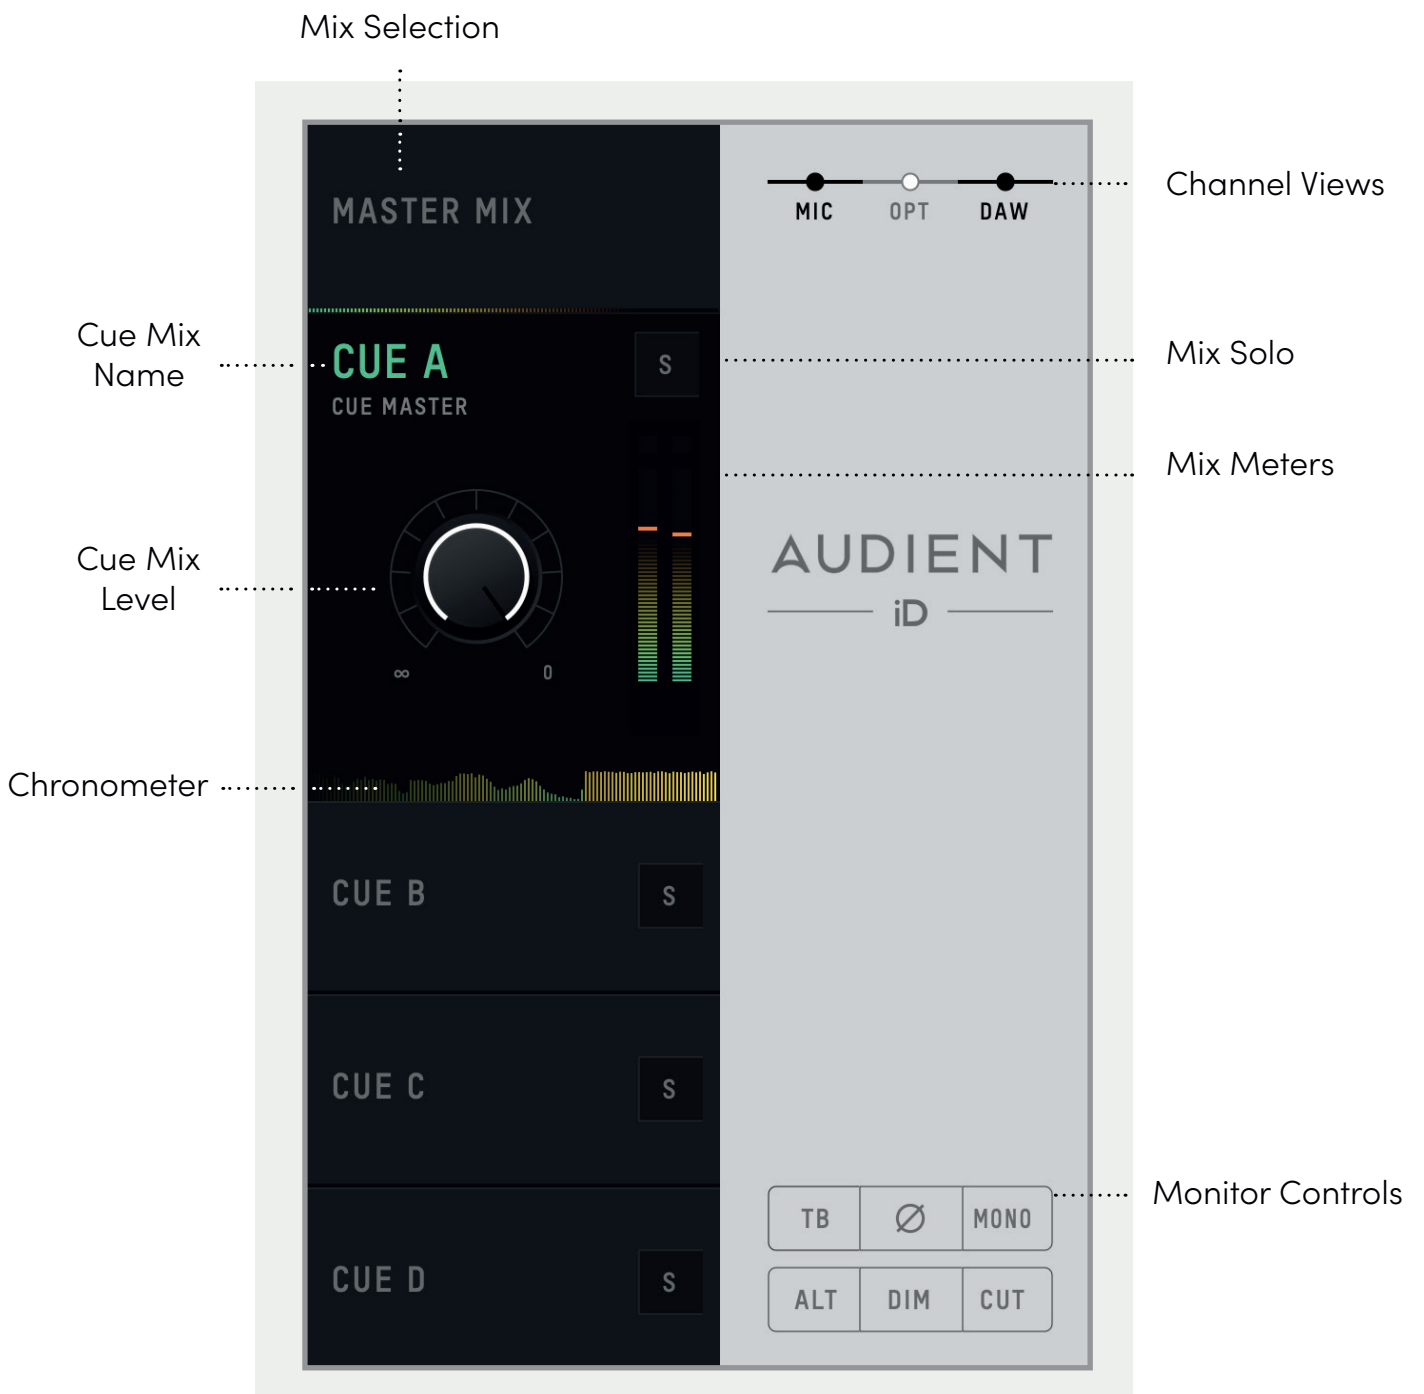 Mix Selection
MASTER MIX
MIC OPT DAW
Channel Views
Cue Mix
Name
CUE A
CUE MASTER
S
Mix Solo
Mix Meters
Cue Mix
Level
∞ 0
AUDIENT
iD
Chronometer
CUE B
S
CUE C
S
CUE D
S
TB Ø MONO
ALT DIM CUT
Monitor Controls